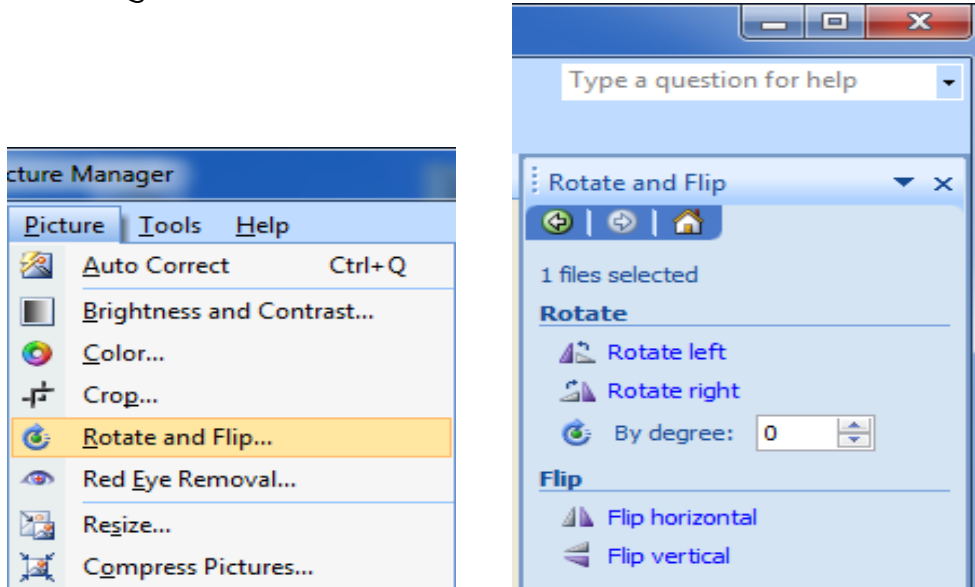 cture Manager
Picture Tools Help
Auto Correct Ctrl+Q
Brightness and Contrast...
Color...
Crop...
Rotate and Flip...
Red Eye Removal...
Resize...
Compress Pictures...
Type a question for help
Rotate and Flip
1 files selected
Rotate
Rotate left
Rotate right
By degree: 0
Flip
Flip horizontal
Flip vertical